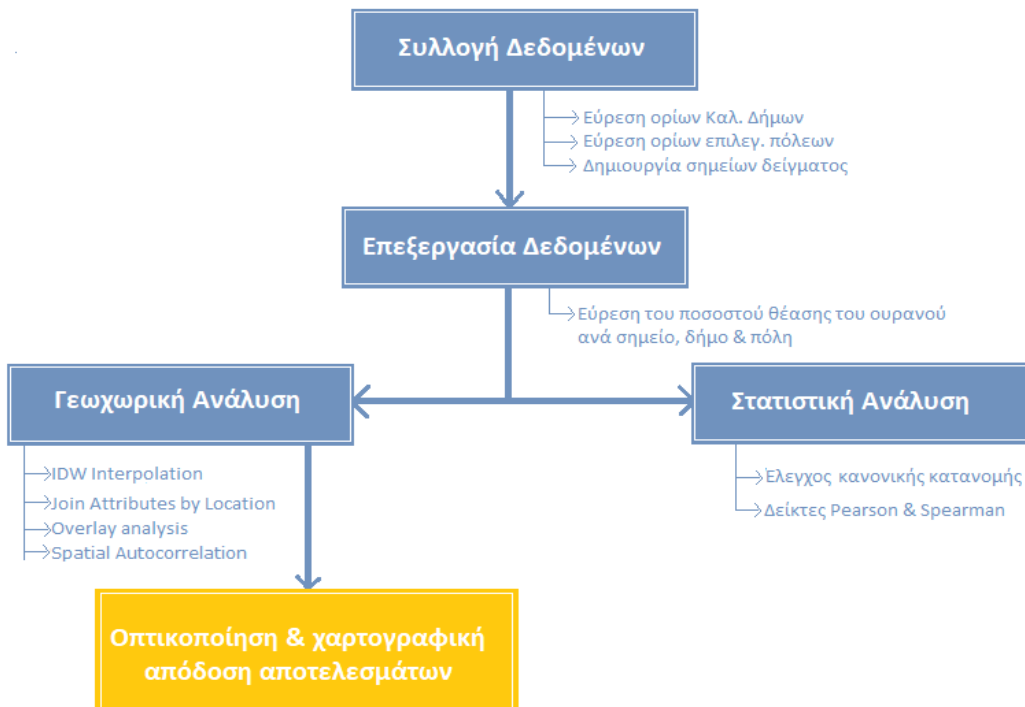 Συλλογή Δεδομένων
Εύρεση ορίων Καλ. Δήμων
Εύρεση ορίων επιλεγ. πόλεων
Δημιουργία σημείων δείγματος
Επεξεργασία Δεδομένων
Εύρεση του ποσοστού θέασης του ουρανού
ανά σημείο, δήμο & πόλη
Γεωχωρική Ανάλυση
IDW Interpolation
Join Attributes by Location
Overlay analysis
Spatial Autocorrelation
Στατιστική Ανάλυση
Έλεγχος κανονικής κατανομής
Δείκτες Pearson & Spearman
Οπτικοποίηση & χαρτογραφική
απόδοση αποτελεσμάτων